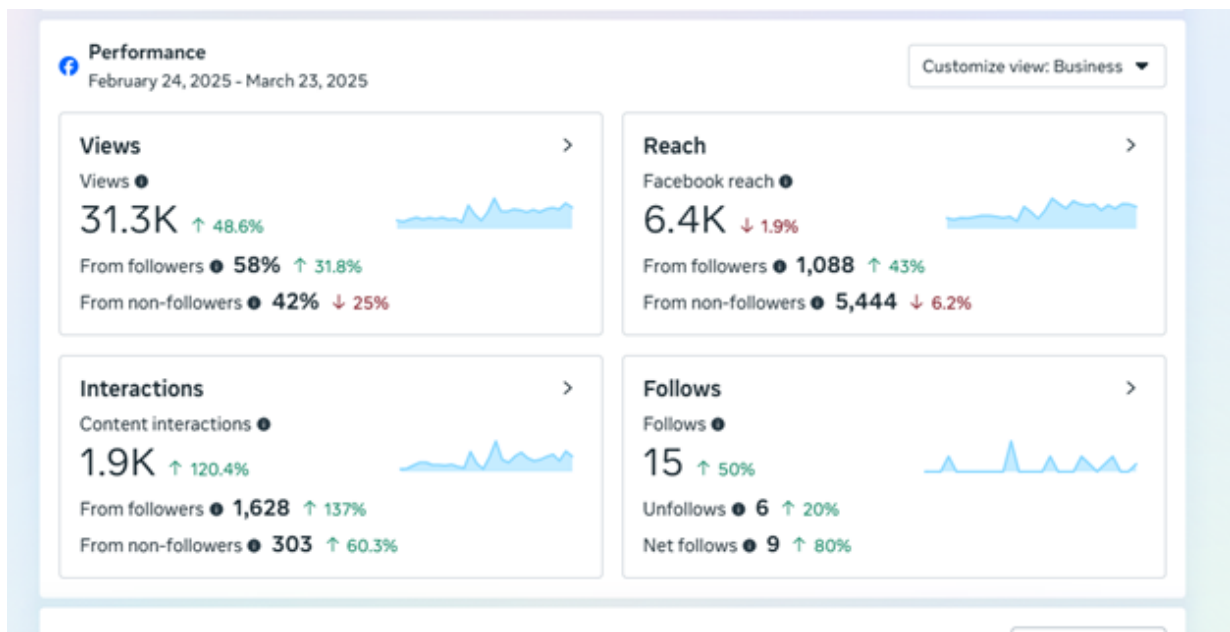 Performance
February 24, 2025 - March 23, 2025
Customize view: Business
Views
Views
31.3K ↑ 48.6%
From followers 58% ↑ 31.8%
From non-followers 42% ↓ 25%
Reach
Facebook reach
6.4K ↓ 1.9%
From followers 1,088 ↑ 43%
From non-followers 5,444 ↓ 6.2%
Interactions
Content interactions
1.9K ↑ 120.4%
From followers 1,628 ↑ 137%
From non-followers 303 ↑ 60.3%
Follows
Follows
15 ↑ 50%
Unfollows 6 ↑ 20%
Net follows 9 ↑ 80%